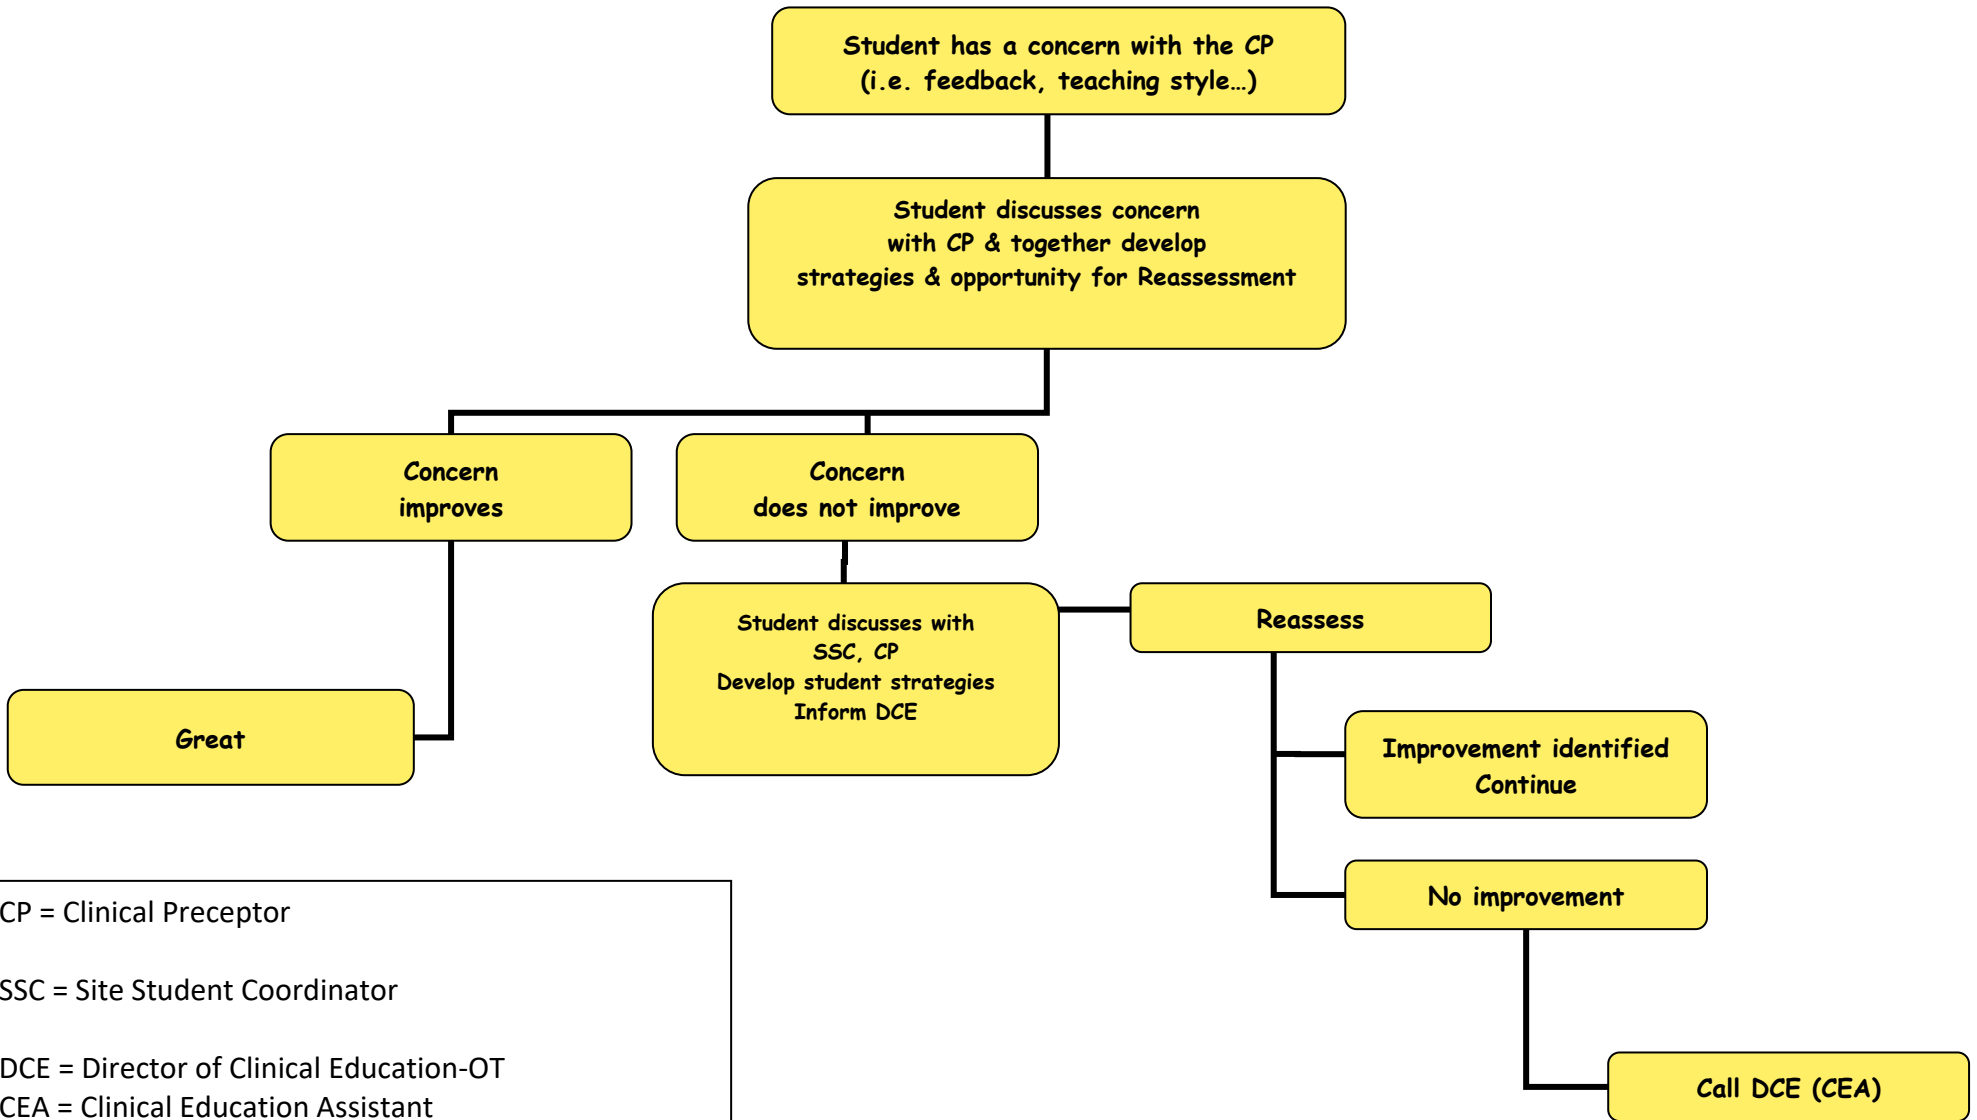 Student has a concern with the CP
(i.e. feedback, teaching style…)
Student discusses concern
with CP & together develop
strategies & opportunity for Reassessment
Concern
improves
Concern
does not improve
Great
Student discusses with
SSC, CP
Develop student strategies
Inform DCE
Reassess
Improvement identified
Continue
No improvement
Call DCE (CEA)
CP = Clinical Preceptor
SSC = Site Student Coordinator
DCE = Director of Clinical Education-OT
CEA = Clinical Education Assistant